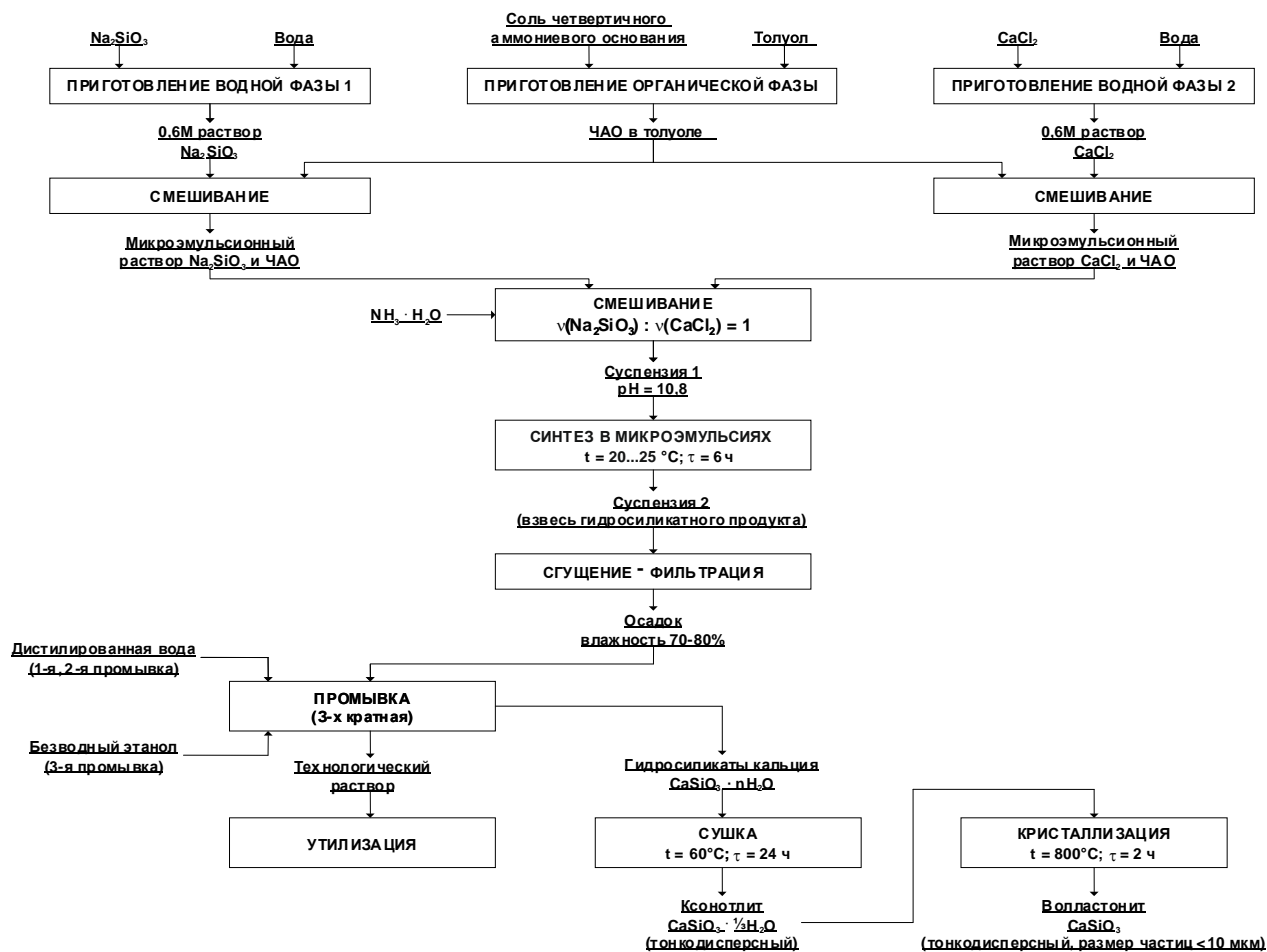 Соль четвертичного
Na₂SiO₃ Вода аммониевого основания Толуол CaCl₂ Вода
ПРИГОТОВЛЕНИЕ ВОДНОЙ ФАЗЫ 1 ПРИГОТОВЛЕНИЕ ОРГАНИЧЕСКОЙ ФАЗЫ ПРИГОТОВЛЕНИЕ ВОДНОЙ ФАЗЫ 2
0,6М раствор
Na₂SiO₃
ЧАО в толуоле
0,6М раствор
CaCl₂
СМЕШИВАНИЕ
СМЕШИВАНИЕ
Микроэмульсионный
раствор Na₂SiO₃ и ЧАО
Микроэмульсионный
раствор CaCl₂ и ЧАО
NH₃ · H₂O
СМЕШИВАНИЕ
ν(Na₂SiO₃) : ν(CaCl₂) = 1
Суспензия 1
pH = 10,8
СИНТЕЗ В МИКРОЭМУЛЬСИЯХ
t = 20...25 °C; τ = 6 ч
Суспензия 2
(взвесь гидросиликатного продукта)
СГУЩЕНИЕ - ФИЛЬТРАЦИЯ
Осадок
влажность 70-80%
Дистилированная вода
(1-я, 2-я промывка)
ПРОМЫВКА
(3-х кратная)
Безводный этанол
(3-я промывка)
Технологический
раствор
Гидросиликаты кальция
CaSiO₃ · nH₂O
УТИЛИЗАЦИЯ
СУШКА
t = 60°C; τ = 24 ч
КРИСТАЛЛИЗАЦИЯ
t = 800°C; τ = 2 ч
Ксонотлит
CaSiO₃ · ⅓H₂O
(тонкодисперсный)
Волластонит
CaSiO₃
(тонкодисперсный, размер частиц <10 мкм)